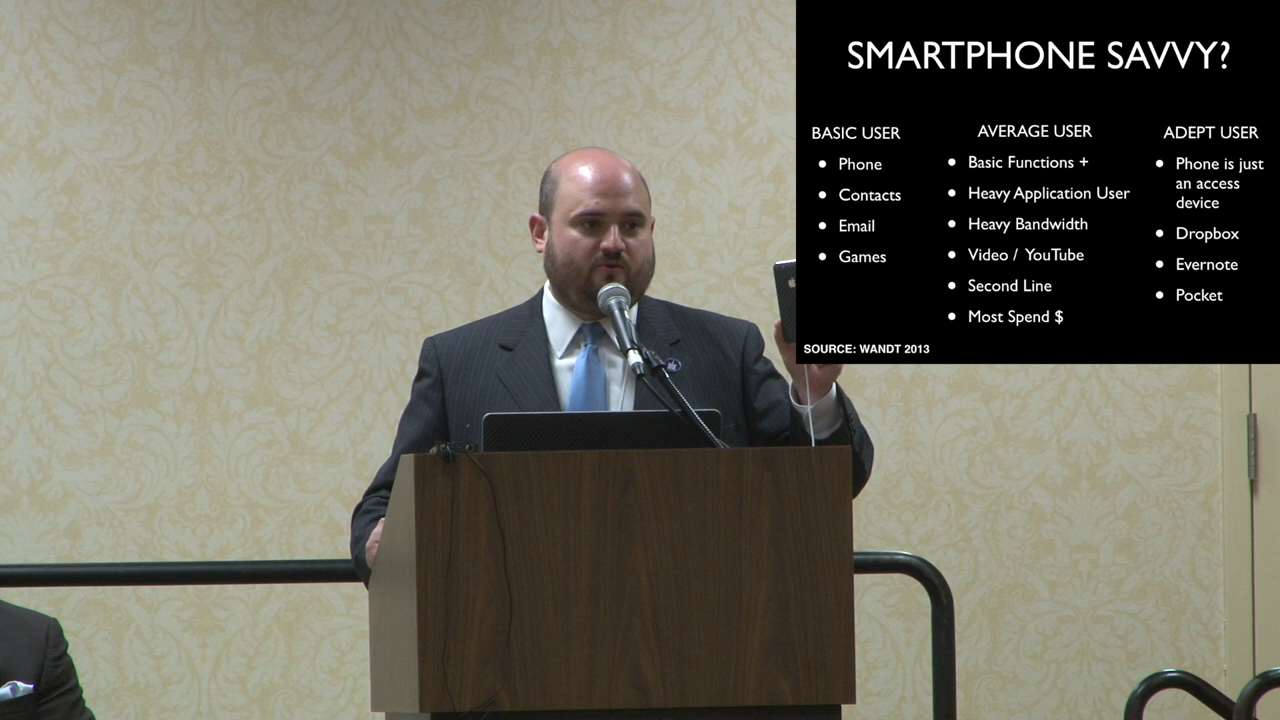 SMARTPHONE SAVVY?
BASIC USER
• Phone
• Contacts
• Email
• Games
AVERAGE USER
• Basic Functions +
• Heavy Application User
• Heavy Bandwidth
• Video / YouTube
• Second Line
• Most Spend $
ADEPT USER
• Phone is just
an access
device
• Dropbox
• Evernote
• Pocket
SOURCE: WANDT 2013